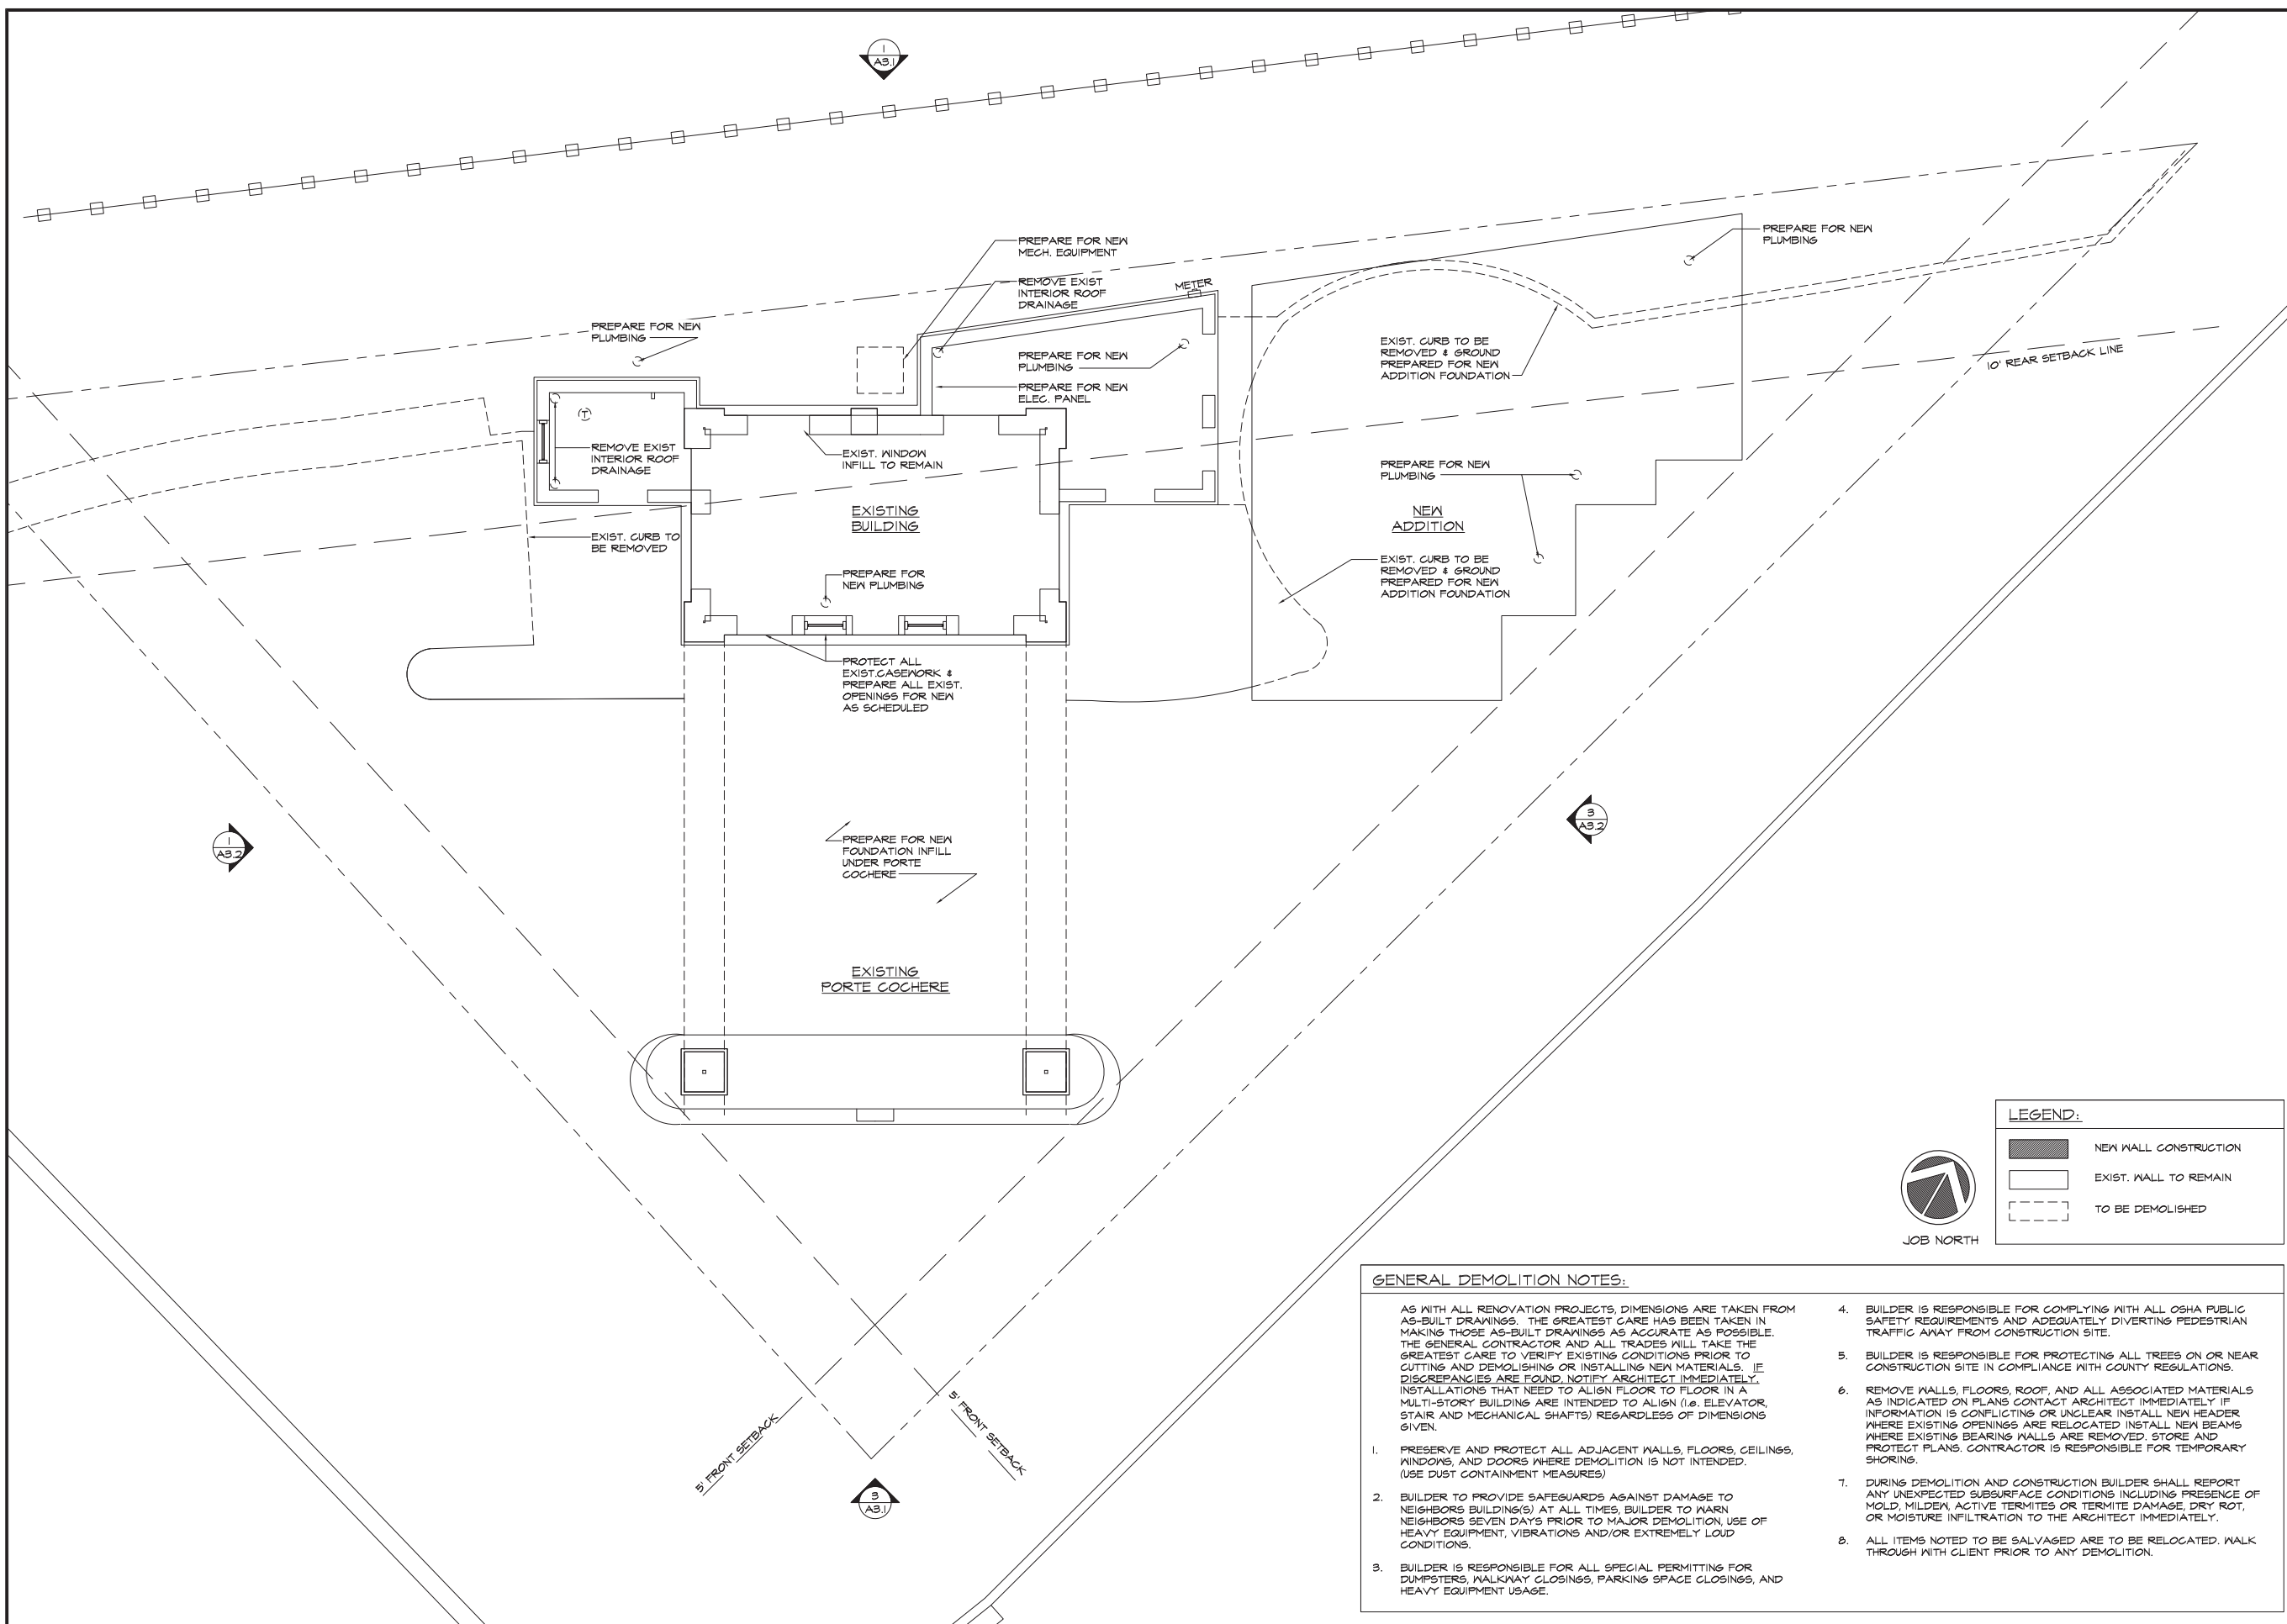 1
A3.1
PREPARE FOR NEW
MECH. EQUIPMENT
PREPARE FOR NEW
PLUMBING
REMOVE EXIST
INTERIOR ROOF
DRAINAGE
METER
PREPARE FOR NEW
PLUMBING
EXIST. CURB TO BE
REMOVED & GROUND
PREPARED FOR NEW
ADDITION FOUNDATION
PREPARE FOR NEW
PLUMBING
10' REAR SETBACK LINE
PREPARE FOR NEW
ELEC. PANEL
T
REMOVE EXIST
INTERIOR ROOF
DRAINAGE
EXIST. WINDOW
INFILL TO REMAIN
PREPARE FOR NEW
PLUMBING
EXISTING
BUILDING
NEW
ADDITION
EXIST. CURB TO
BE REMOVED
EXIST. CURB TO BE
REMOVED & GROUND
PREPARED FOR NEW
ADDITION FOUNDATION
PREPARE FOR
NEW PLUMBING
PROTECT ALL
EXIST.CASEWORK &
PREPARE ALL EXIST.
OPENINGS FOR NEW
AS SCHEDULED
1
A3.2
3
A3.2
PREPARE FOR NEW
FOUNDATION INFILL
UNDER PORTE
COCHERE
EXISTING
PORTE COCHERE
5' FRONT SETBACK
5' FRONT SETBACK
3
A3.1
JOB NORTH
LEGEND:
NEW WALL CONSTRUCTION
EXIST. WALL TO REMAIN
TO BE DEMOLISHED
GENERAL DEMOLITION NOTES:
AS WITH ALL RENOVATION PROJECTS, DIMENSIONS ARE TAKEN FROM
AS-BUILT DRAWINGS. THE GREATEST CARE HAS BEEN TAKEN IN
MAKING THOSE AS-BUILT DRAWINGS AS ACCURATE AS POSSIBLE.
THE GENERAL CONTRACTOR AND ALL TRADES WILL TAKE THE
GREATEST CARE TO VERIFY EXISTING CONDITIONS PRIOR TO
CUTTING AND DEMOLISHING OR INSTALLING NEW MATERIALS. IF
DISCREPANCIES ARE FOUND, NOTIFY ARCHITECT IMMEDIATELY.
INSTALLATIONS THAT NEED TO ALIGN FLOOR TO FLOOR IN A
MULTI-STORY BUILDING ARE INTENDED TO ALIGN (i.e. ELEVATOR,
STAIR AND MECHANICAL SHAFTS) REGARDLESS OF DIMENSIONS
GIVEN.
1. PRESERVE AND PROTECT ALL ADJACENT WALLS, FLOORS, CEILINGS,
WINDOWS, AND DOORS WHERE DEMOLITION IS NOT INTENDED.
(USE DUST CONTAINMENT MEASURES)
2. BUILDER TO PROVIDE SAFEGUARDS AGAINST DAMAGE TO
NEIGHBORS BUILDING(S) AT ALL TIMES, BUILDER TO WARN
NEIGHBORS SEVEN DAYS PRIOR TO MAJOR DEMOLITION, USE OF
HEAVY EQUIPMENT, VIBRATIONS AND/OR EXTREMELY LOUD
CONDITIONS.
3. BUILDER IS RESPONSIBLE FOR ALL SPECIAL PERMITTING FOR
DUMPSTERS, WALKWAY CLOSINGS, PARKING SPACE CLOSINGS, AND
HEAVY EQUIPMENT USAGE.
4. BUILDER IS RESPONSIBLE FOR COMPLYING WITH ALL OSHA PUBLIC
SAFETY REQUIREMENTS AND ADEQUATELY DIVERTING PEDESTRIAN
TRAFFIC AWAY FROM CONSTRUCTION SITE.
5. BUILDER IS RESPONSIBLE FOR PROTECTING ALL TREES ON OR NEAR
CONSTRUCTION SITE IN COMPLIANCE WITH COUNTY REGULATIONS.
6. REMOVE WALLS, FLOORS, ROOF, AND ALL ASSOCIATED MATERIALS
AS INDICATED ON PLANS CONTACT ARCHITECT IMMEDIATELY IF
INFORMATION IS CONFLICTING OR UNCLEAR INSTALL NEW HEADER
WHERE EXISTING OPENINGS ARE RELOCATED INSTALL NEW BEAMS
WHERE EXISTING BEARING WALLS ARE REMOVED. STORE AND
PROTECT PLANS. CONTRACTOR IS RESPONSIBLE FOR TEMPORARY
SHORING.
7. DURING DEMOLITION AND CONSTRUCTION BUILDER SHALL REPORT
ANY UNEXPECTED SUBSURFACE CONDITIONS INCLUDING PRESENCE OF
MOLD, MILDEW, ACTIVE TERMITES OR TERMITE DAMAGE, DRY ROT,
OR MOISTURE INFILTRATION TO THE ARCHITECT IMMEDIATELY.
8. ALL ITEMS NOTED TO BE SALVAGED ARE TO BE RELOCATED. WALK
THROUGH WITH CLIENT PRIOR TO ANY DEMOLITION.